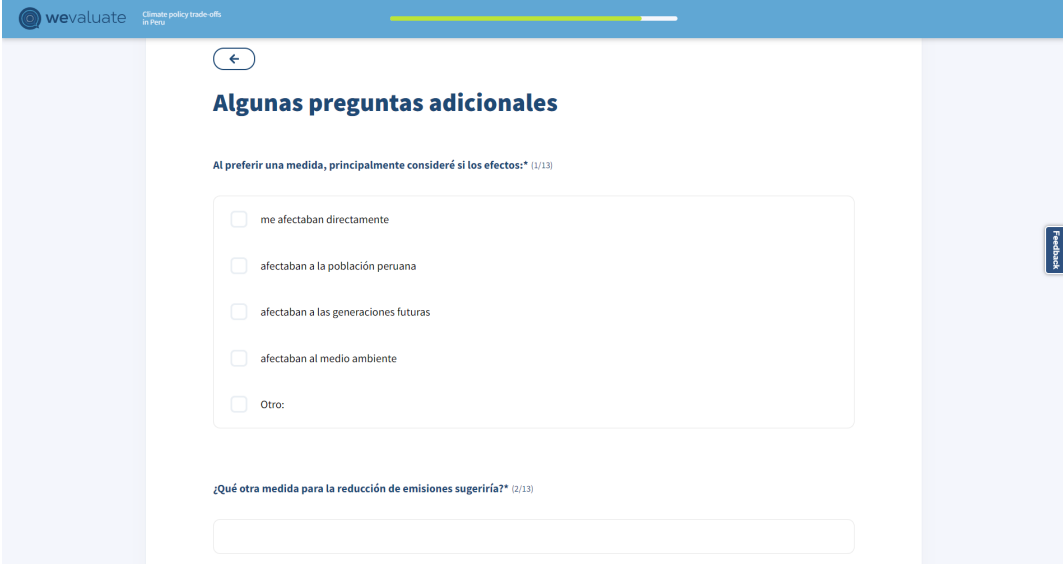 wevaluate
Climate policy trade-offs
in Peru
Algunas preguntas adicionales
Al preferir una medida, principalmente consideré si los efectos:* (1/13)
me afectaban directamente
afectaban a la población peruana
Feedback
afectaban a las generaciones futuras
afectaban al medio ambiente
Otro:
¿Qué otra medida para la reducción de emisiones sugeriría?* (2/13)